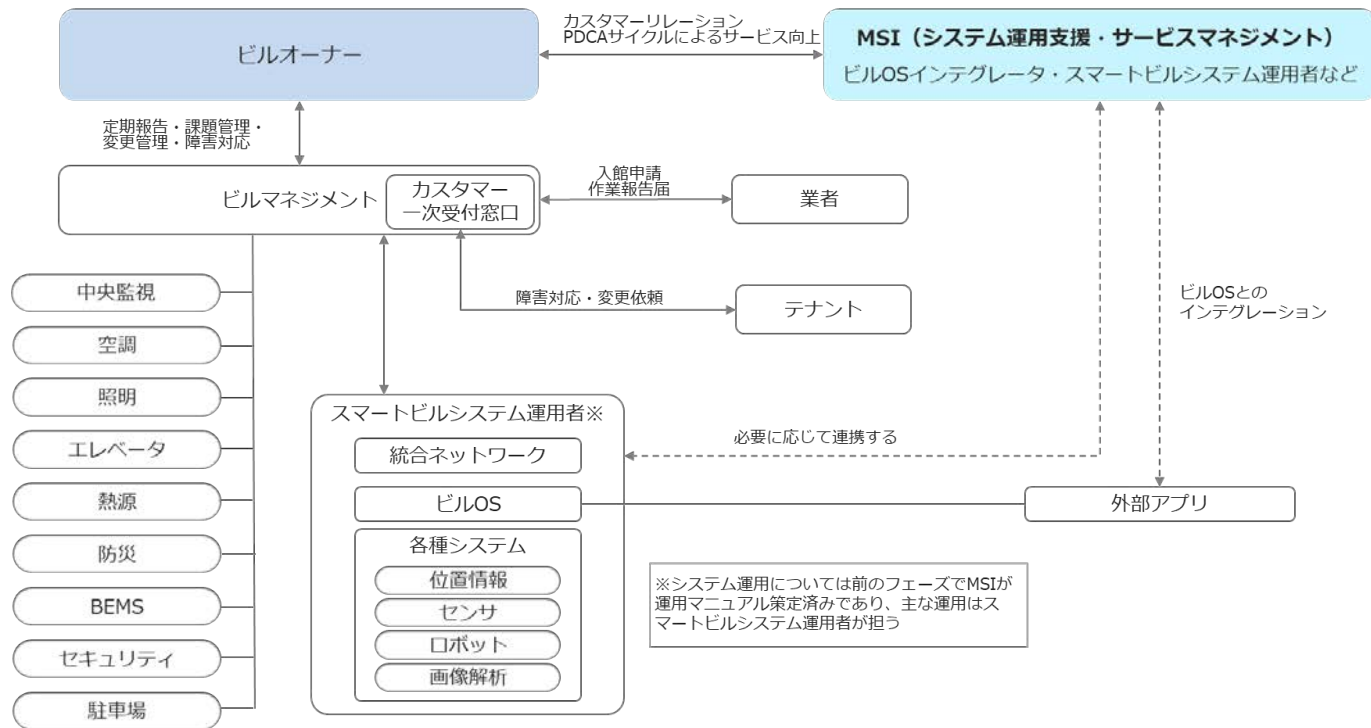 ビルオーナー
カスタマーリレーション
PDCAサイクルによるサービス向上
MSI（システム運用支援・サービスマネジメント）
ビルOSインテグレータ・スマートビルシステム運用者など
定期報告・課題管理・
変更管理・障害対応
ビルマネジメント
カスタマー
一次受付窓口
入館申請
作業報告届
業者
障害対応・変更依頼
テナント
ビルOSとの
インテグレーション
中央監視
空調
照明
エレベータ
熱源
防災
BEMS
セキュリティ
駐車場
スマートビルシステム運用者※
統合ネットワーク
ビルOS
各種システム
位置情報
センサ
ロボット
画像解析
必要に応じて連携する
外部アプリ
※システム運用については前のフェーズでMSIが
運用マニュアル策定済みであり、主な運用はス
マートビルシステム運用者が担う